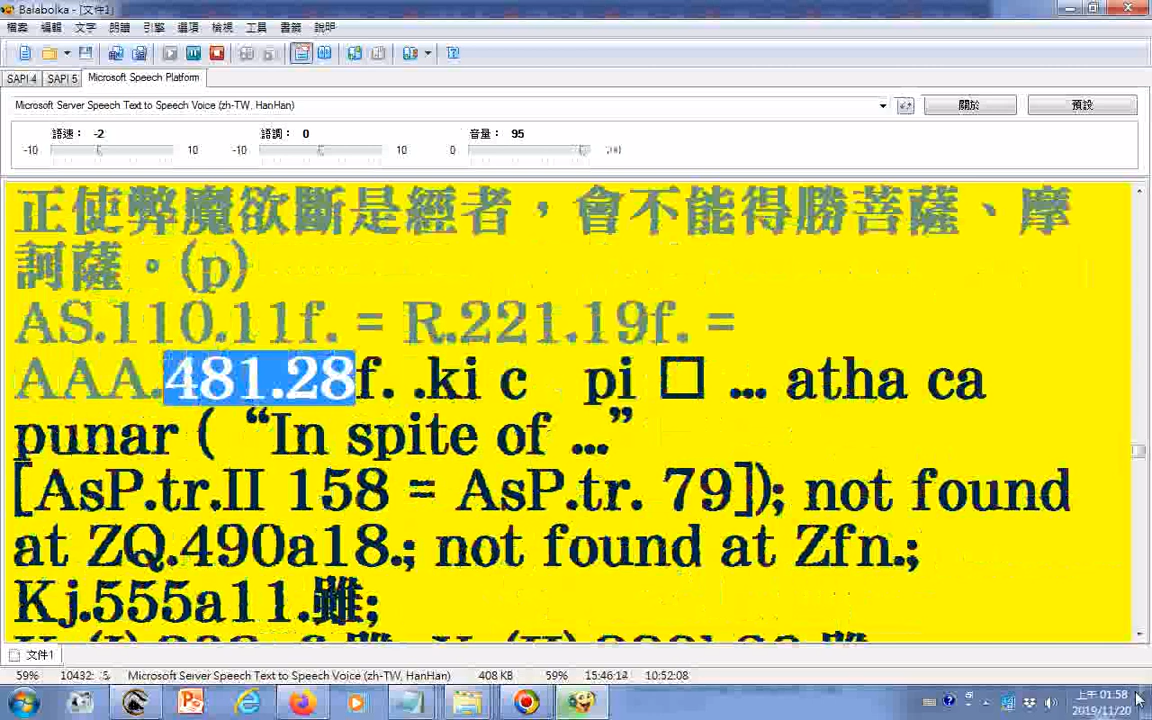 Balabolka - [文件1]
檔案 編輯 文字 朗讀 引擎 選項 檢視 工具 書籤 說明
SAPI 4 SAPI 5 Microsoft Speech Platform
Microsoft Server Speech Text to Speech Voice (zh-TW, HanHan)
關於 預設
語速： -2 語調： 0 音量： 95
-10 10 -10 10 0
正使弊魔欲斷是經者，會不能得勝菩薩、摩
訶薩。(p)
AS.110.11f. = R.221.19f. =
AAA.481.28f. .ki c pi □ ... atha ca
punar ( “In spite of ...”
[AsP.tr.II 158 = AsP.tr. 79]); not found
at ZQ.490a18.; not found at Zfn.;
Kj.555a11.雖;
文件1
59% Microsoft Server Speech Text to Speech Voice (zh-TW, HanHan) 408 KB 59% 15:46:14 10:52:08
上午 01:58
2019/11/20